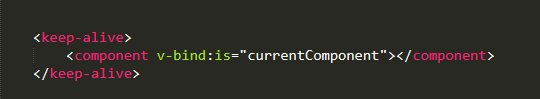 <keep-alive>
<component v-bind:is="currentComponent"></component>
</keep-alive>